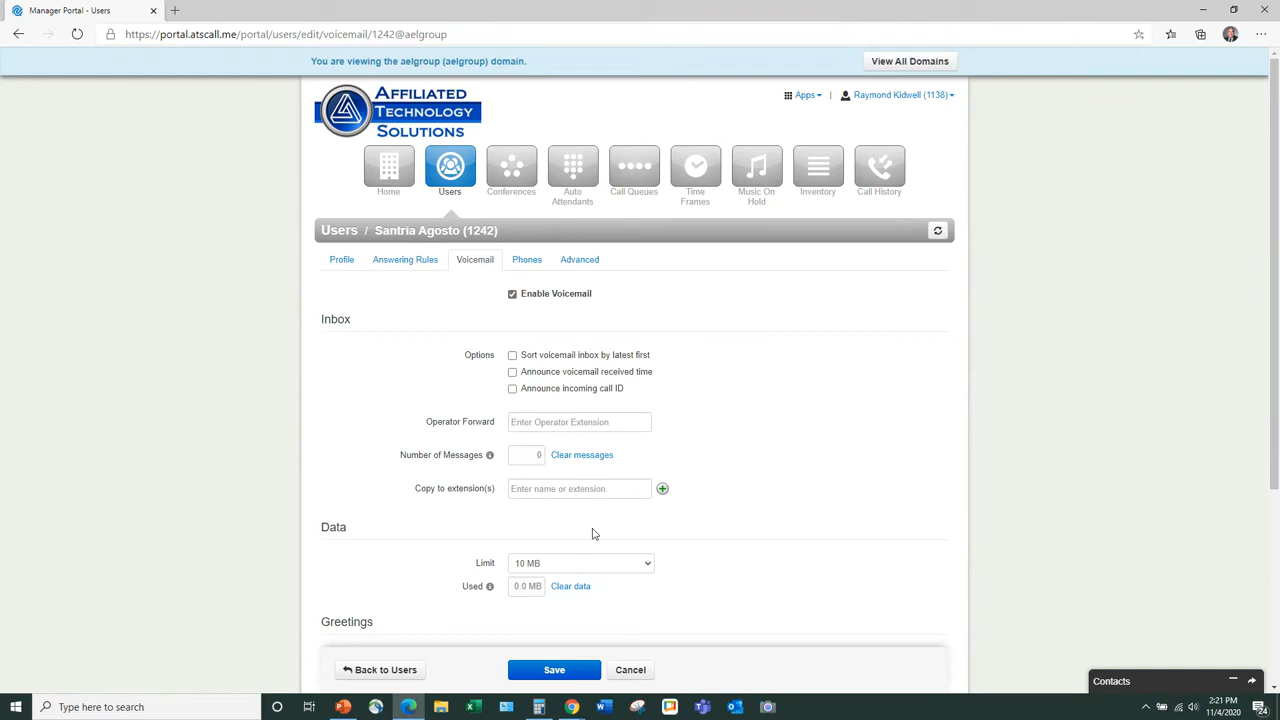 Manager Portal - Users
https://portal.atscall.me/portal/users/edit/voicemail/1242@aelgroup
You are viewing the aelgroup (aelgroup) domain.
View All Domains
AFFILIATED
TECHNOLOGY
SOLUTIONS
Apps
Raymond Kidwell (1138)
Home
Users
Conferences
Auto Attendants
Call Queues
Time Frames
Music On Hold
Inventory
Call History
Users / Santria Agosto (1242)
Profile
Answering Rules
Voicemail
Phones
Advanced
Enable Voicemail
Inbox
Options
Sort voicemail inbox by latest first
Announce voicemail received time
Announce incoming call ID
Operator Forward
Enter Operator Extension
Number of Messages
0
Clear messages
Copy to extension(s)
Enter name or extension
Data
Limit
10 MB
Used
0.0 MB
Clear data
Greetings
Back to Users
Save
Cancel
Contacts
Type here to search
2:21 PM
11/4/2020
24